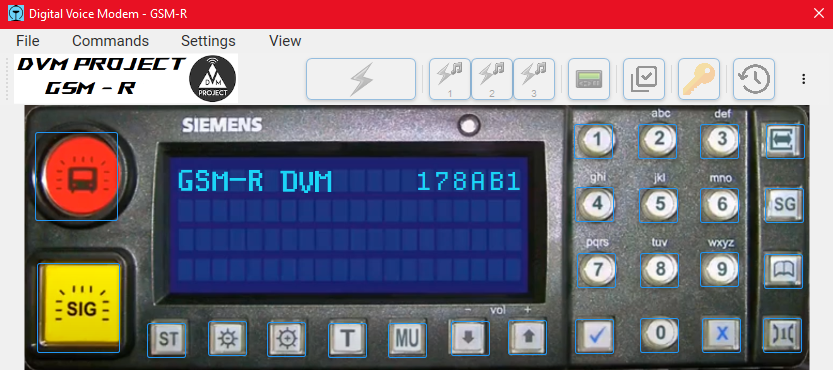 Digital Voice Modem - GSM-R
File Commands Settings View
DVM PROJECT
GSM - R
DVM
PROJECT
1 2 3
SIEMENS
abc def
1 2 3
GSM-R DVM 178AB1
ghi jkl mno
4 5 6 SG
pqrs tuv wxyz
7 8 9
SIG
- vol +
ST T MU
0 X